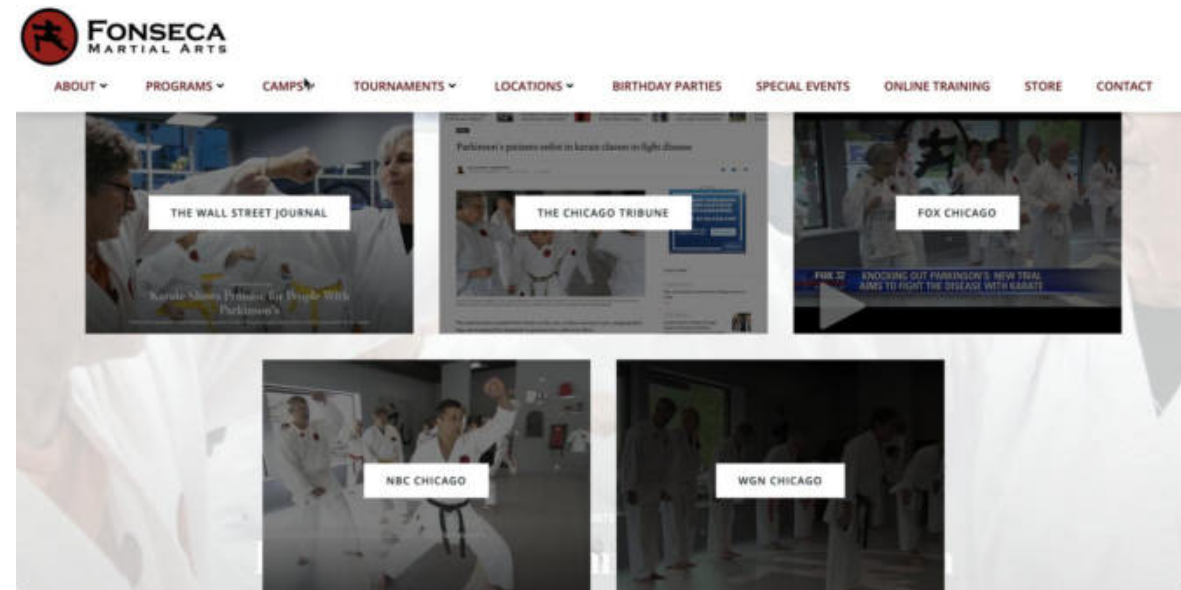 FONSECA
MARTIAL ARTS
ABOUT
PROGRAMS
CAMPS
TOURNAMENTS
LOCATIONS
BIRTHDAY PARTIES
SPECIAL EVENTS
ONLINE TRAINING
STORE
CONTACT
Parkinson's patients enlist in karate classes to fight disease
THE WALL STREET JOURNAL
THE CHICAGO TRIBUNE
FOX CHICAGO
Karate Shows Promise for People With
Parkinson's
FOX 32
KNOCKING OUT PARKINSON'S: NEW TRIAL
AIMS TO FIGHT THE DISEASE WITH KARATE
NBC CHICAGO
WGN CHICAGO